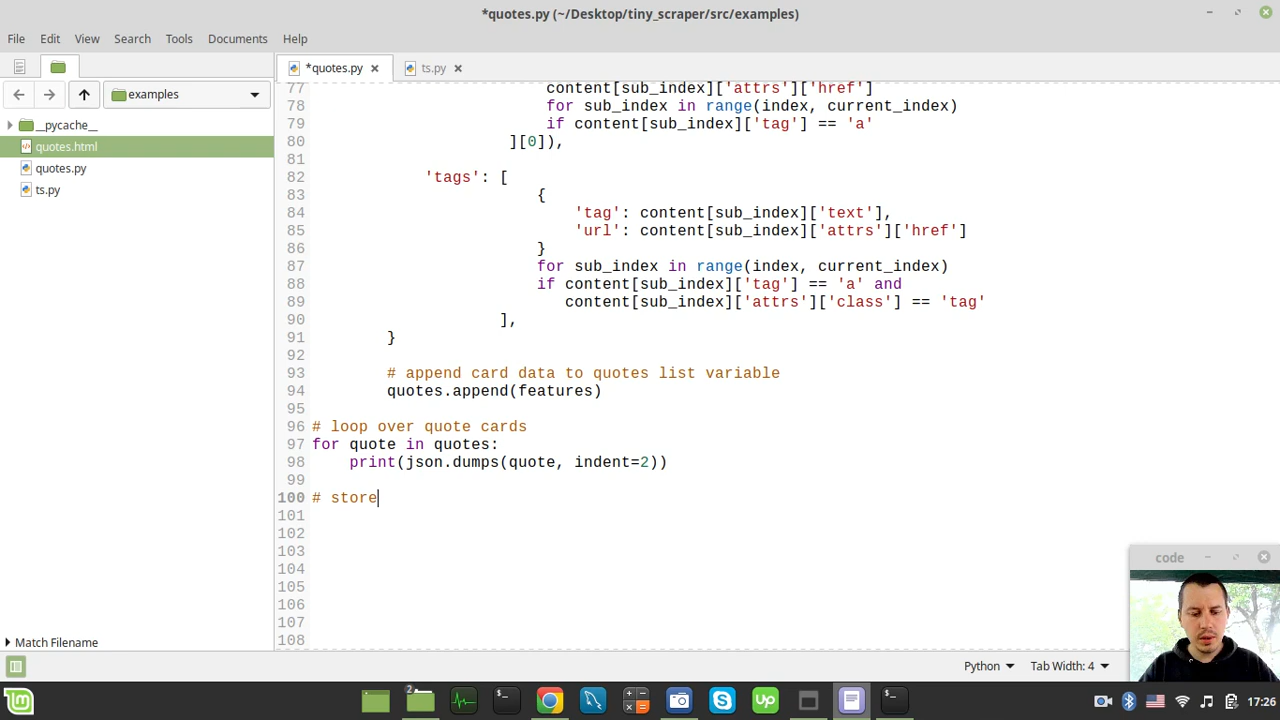 *quotes.py (~/Desktop/tiny_scraper/src/examples)
File Edit View Search Tools Documents Help
*quotes.py ts.py
examples
__pycache__
quotes.html
quotes.py
ts.py
77 content[sub_index]['attrs']['href']
78 for sub_index in range(index, current_index)
79 if content[sub_index]['tag'] == 'a'
80 ][0]),
81
82 'tags': [
83 {
84 'tag': content[sub_index]['text'],
85 'url': content[sub_index]['attrs']['href']
86 }
87 for sub_index in range(index, current_index)
88 if content[sub_index]['tag'] == 'a' and
89 content[sub_index]['attrs']['class'] == 'tag'
90 ],
91 }
92
93 # append card data to quotes list variable
94 quotes.append(features)
95
96 # loop over quote cards
97 for quote in quotes:
98 print(json.dumps(quote, indent=2))
99
100 # store
101
102
103
104
105
106
107
108
code
Match Filename
Python Tab Width: 4
2 17:26